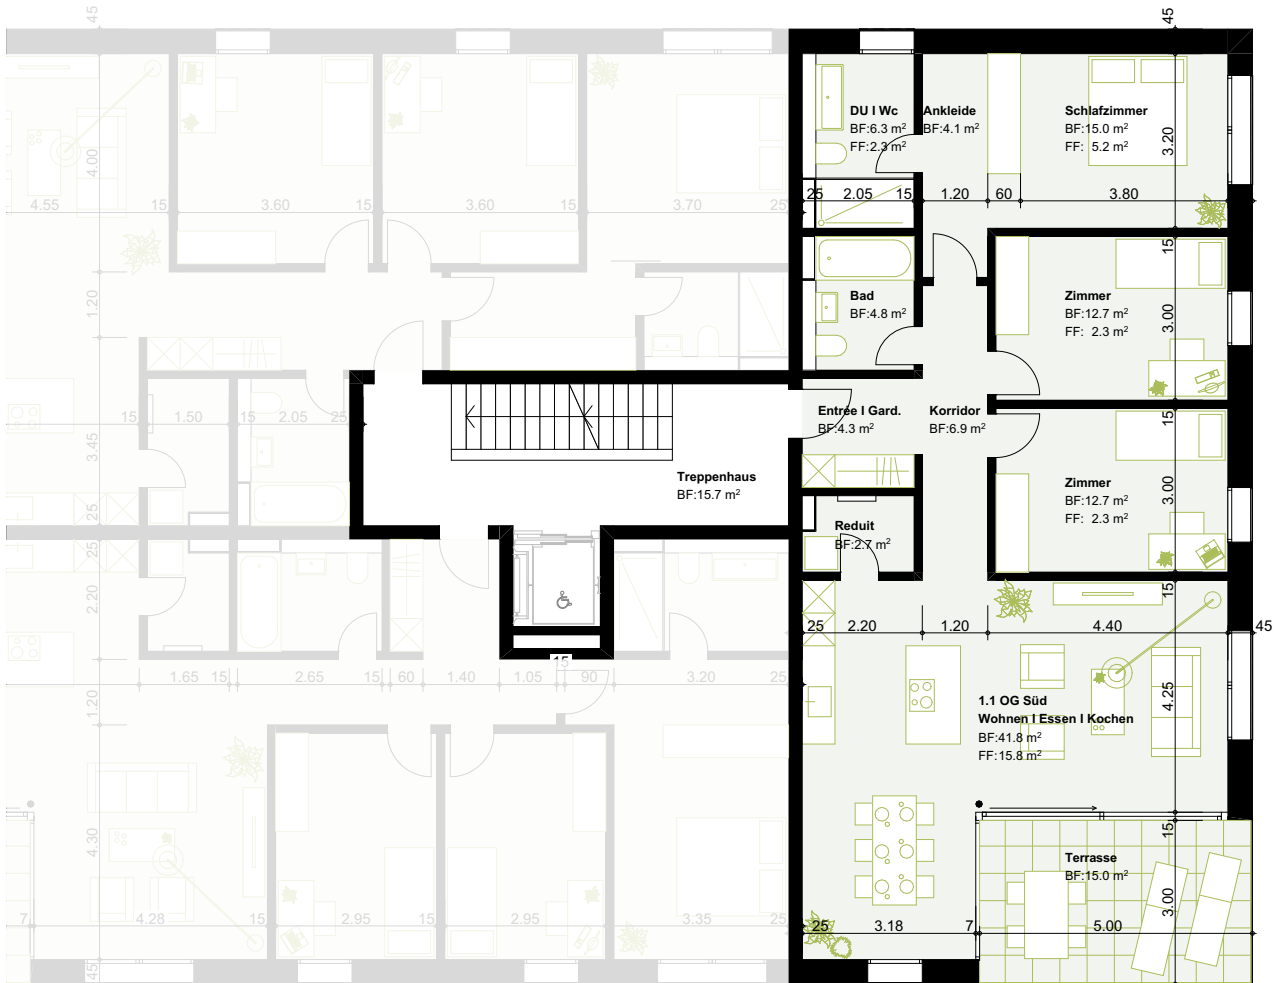 45
45
DU I Wc
BF:6.3 m²
FF:2.3 m²
Ankleide
BF:4.1 m²
Schlafzimmer
BF:15.0 m²
FF: 5.2 m²
3.20
4.00
4.55
15
3.60
15
3.60
15
3.70
25
25
2.05
15
1.20
60
3.80
15
1.20
Bad
BF:4.8 m²
Zimmer
BF:12.7 m²
FF: 2.3 m²
3.00
15
1.50
15
2.05
25
3.45
25
Entrée I Gard.
BF:4.3 m²
Korridor
BF:6.9 m²
15
Treppenhaus
BF:15.7 m²
Zimmer
BF:12.7 m²
FF: 2.3 m²
3.00
Reduit
BF:2.7 m²
25
2.20
15
25
2.20
1.20
4.40
45
15
1.65
15
2.65
15
60
1.40
1.05
90
3.20
25
1.20
1.1 OG Süd
Wohnen I Essen I Kochen
BF:41.8 m²
FF:15.8 m²
4.25
4.30
15
Terrasse
BF:15.0 m²
3.00
7
4.28
15
2.95
15
2.95
3.35
25
25
3.18
7
5.00
45